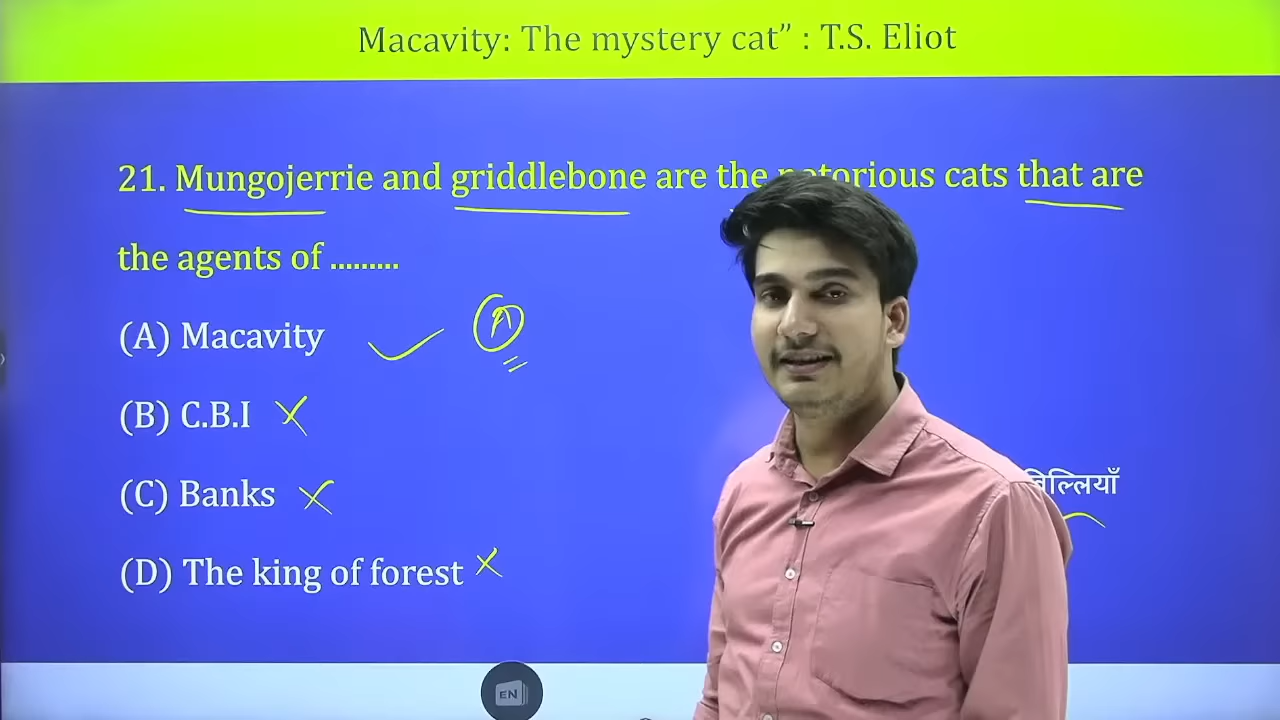 Macavity: The mystery cat” : T.S. Eliot
21. Mungojerrie and griddlebone are the cats that are
the agents of .........
(A) Macavity
A
(B) C.B.I
(C) Banks
(D) The king of forest
EN